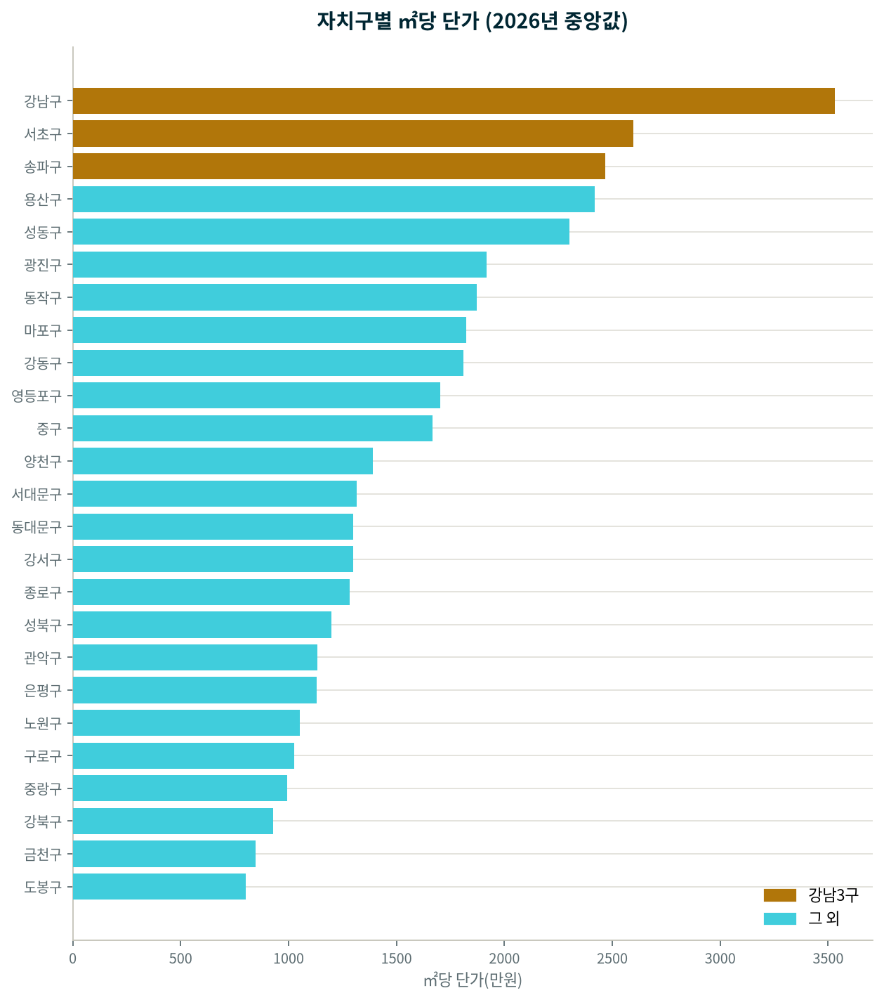 자치구별 ㎡당 단가 (2026년 중앙값)
강남구
서초구
송파구
용산구
성동구
광진구
동작구
마포구
강동구
영등포구
중구
양천구
서대문구
동대문구
강서구
종로구
성북구
관악구
은평구
노원구
구로구
중랑구
강북구
금천구
도봉구
강남3구
그 외
0 500 1000 1500 2000 2500 3000 3500
㎡당 단가(만원)